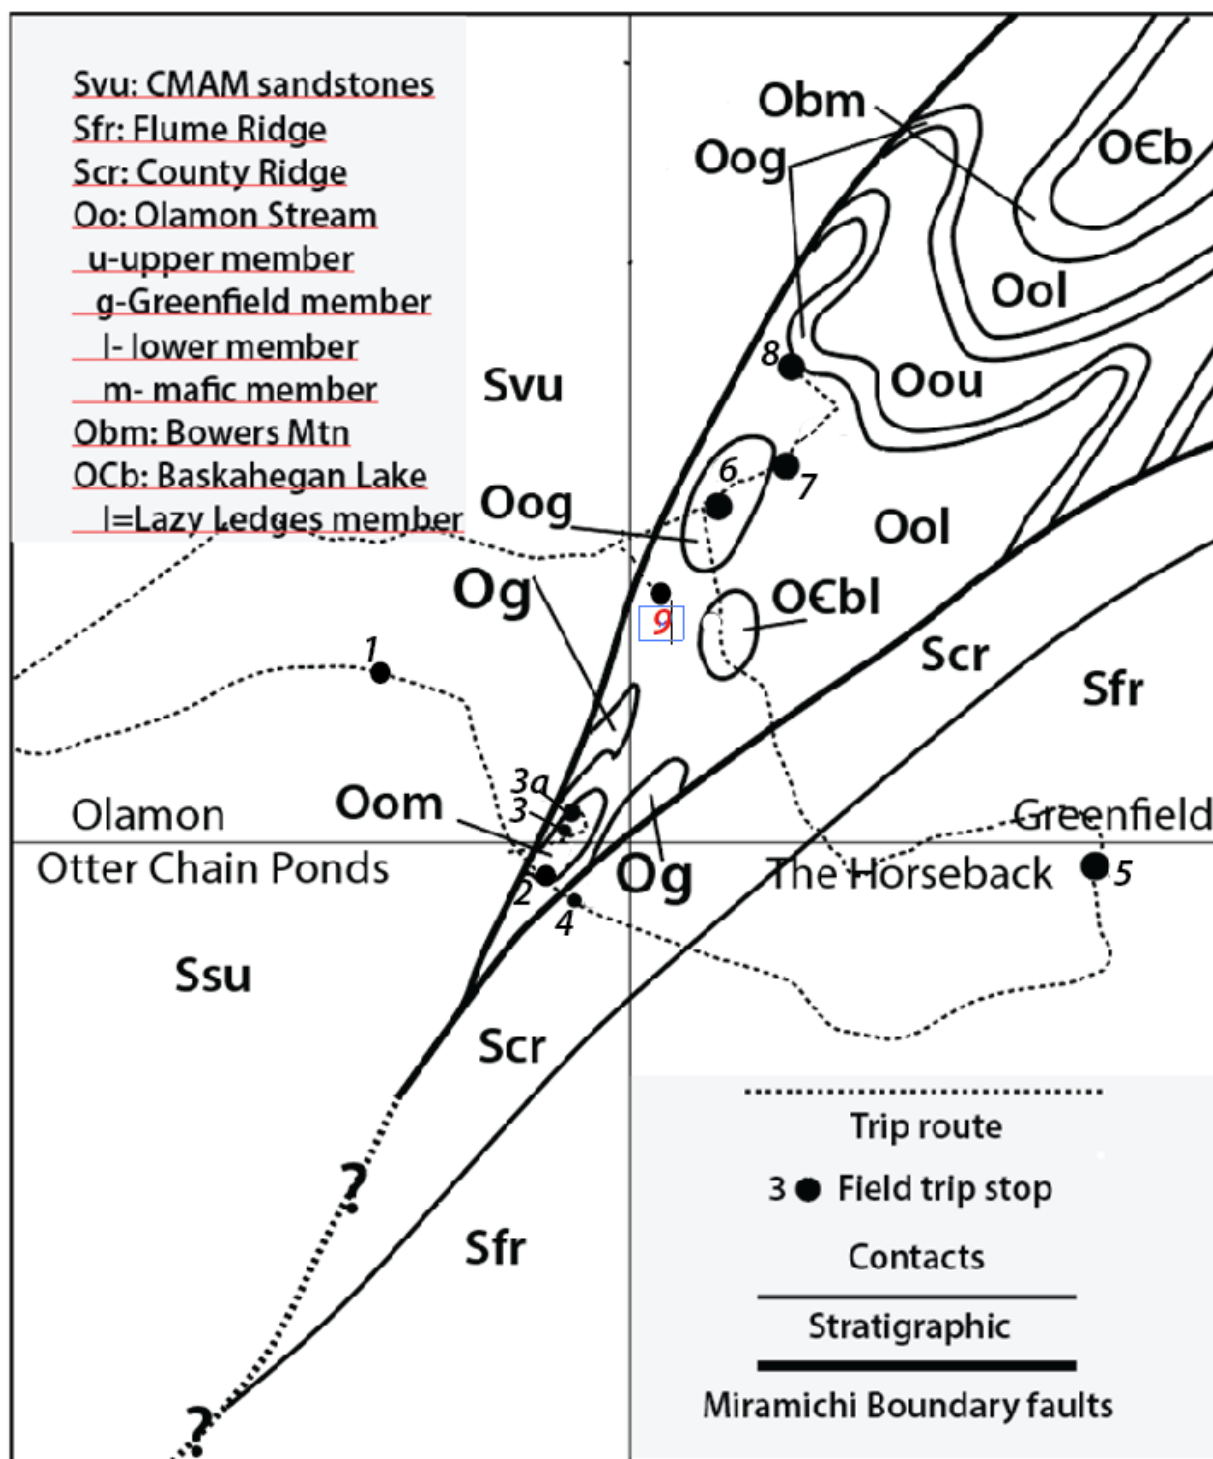 Svu: CMAM sandstones
Sfr: Flume Ridge
Scr: County Ridge
Oo: Olamon Stream
u-upper member
g-Greenfield member
l- lower member
m- mafic member
Obm: Bowers Mtn
OCb: Baskahegan Lake
l=Lazy Ledges member
Obm
OЄb
Oog
Ool
8
Svu
Oou
6
7
Oog
Ool
Og
OЄbl
9
1
Scr
Sfr
3a
3
Oom
Olamon
Greenfield
Otter Chain Ponds
Og
The Horseback
5
2
4
Ssu
Scr
?
Sfr
?
Trip route
3 ● Field trip stop
Contacts
Stratigraphic
Miramichi Boundary faults